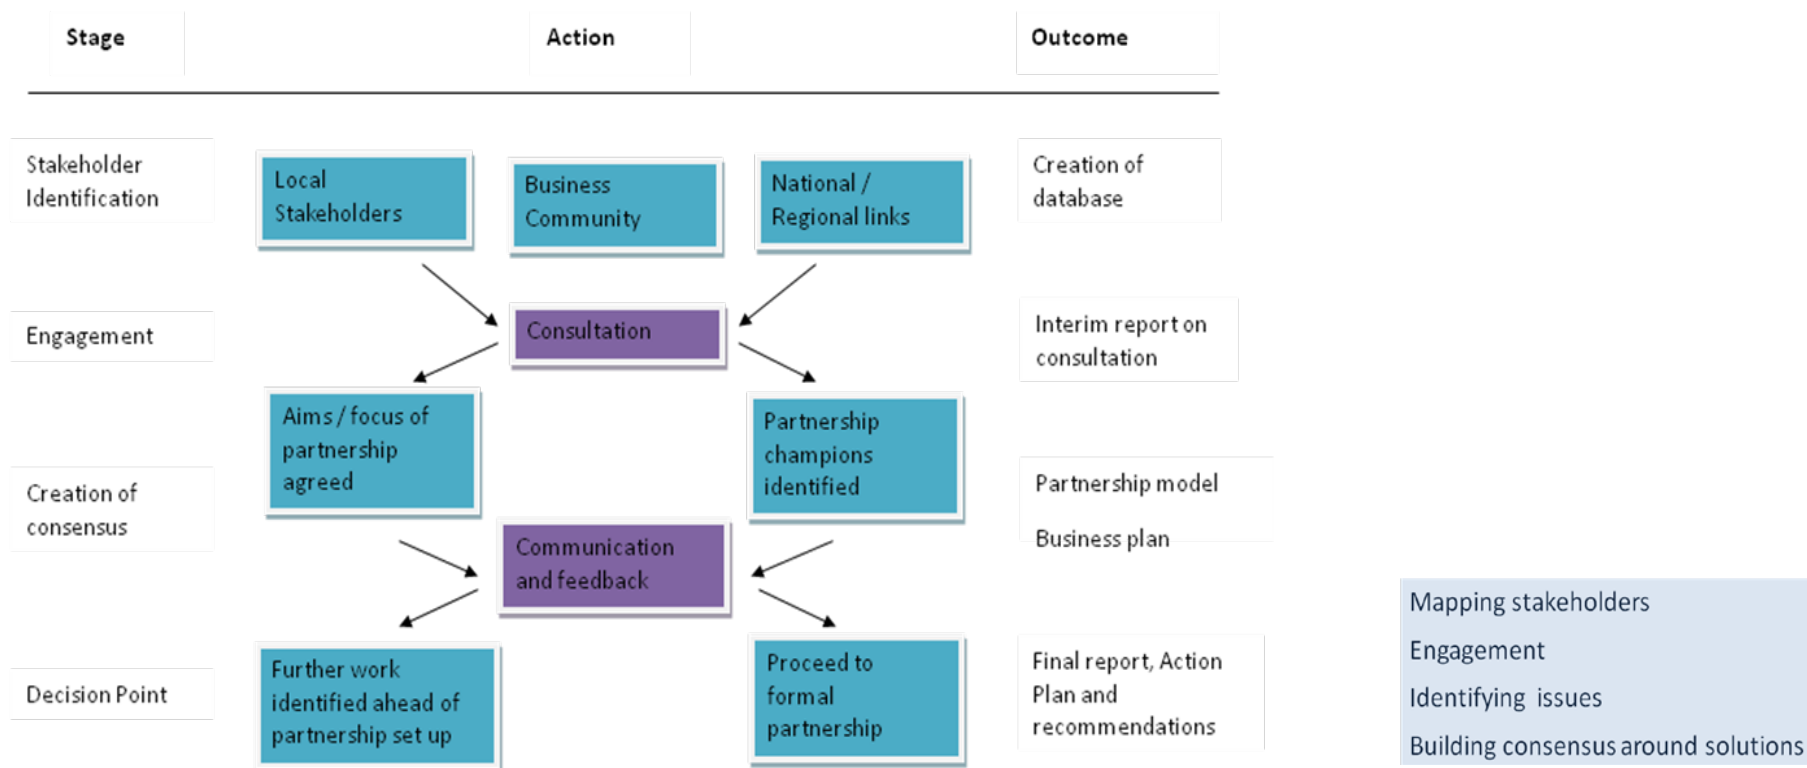 Stage
Action
Outcome
Stakeholder
Identification
Local
Stakeholders
Business
Community
National /
Regional links
Creation of
database
Engagement
Consultation
Interim report on
consultation
Creation of
consensus
Aims / focus of
partnership
agreed
Partnership
champions
identified
Partnership model
Business plan
Communication
and feedback
Decision Point
Further work
identified ahead of
partnership set up
Proceed to
formal
partnership
Final report, Action
Plan and
recommendations
Mapping stakeholders
Engagement
Identifying issues
Building consensus around solutions